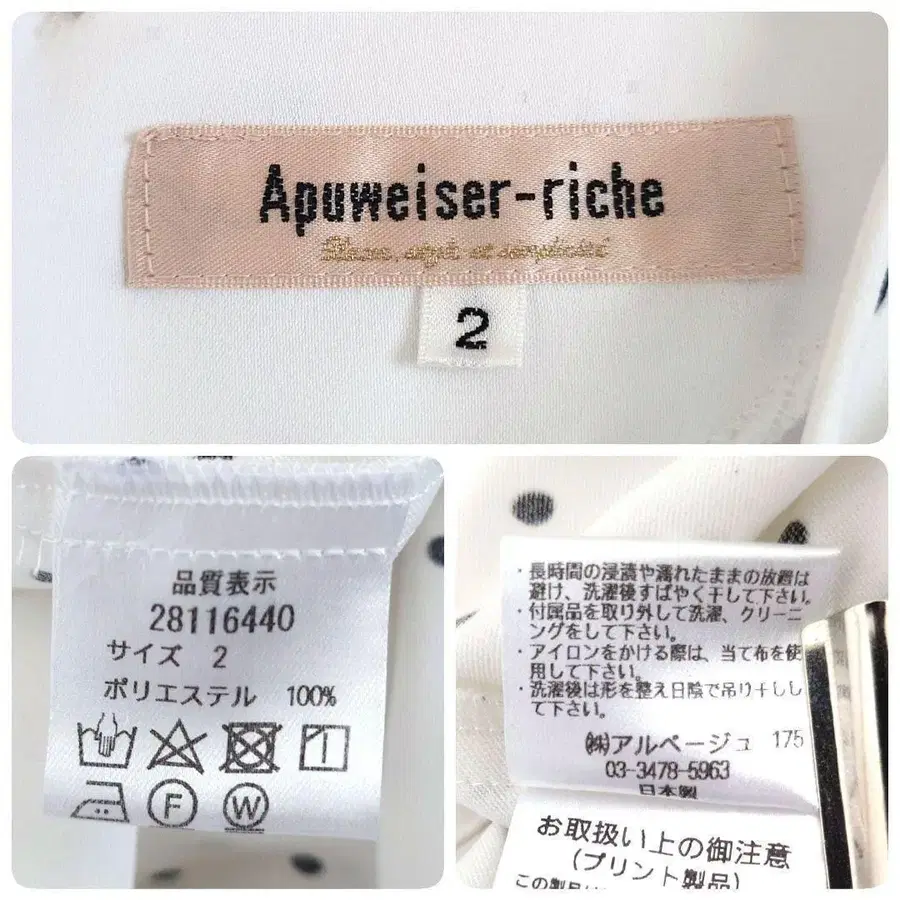 Apuweiser-riche
2
品質表示
28116440
サイズ 2
ポリエステル 100%
F
W
・長時間の浸漬や濡れたままの放置は
避け、洗濯後すばやく干して下さい。
・付属品を取り外して洗濯、クリーニ
ングをして下さい。
・アイロンをかける際は、当て布を使
用して下さい。
・洗濯後は形を整え日陰で吊り干しし
て下さい。
㈱アルページュ 175
03-3478-5963
日本製
お取扱い上の御注意
(プリント製品)
この製品